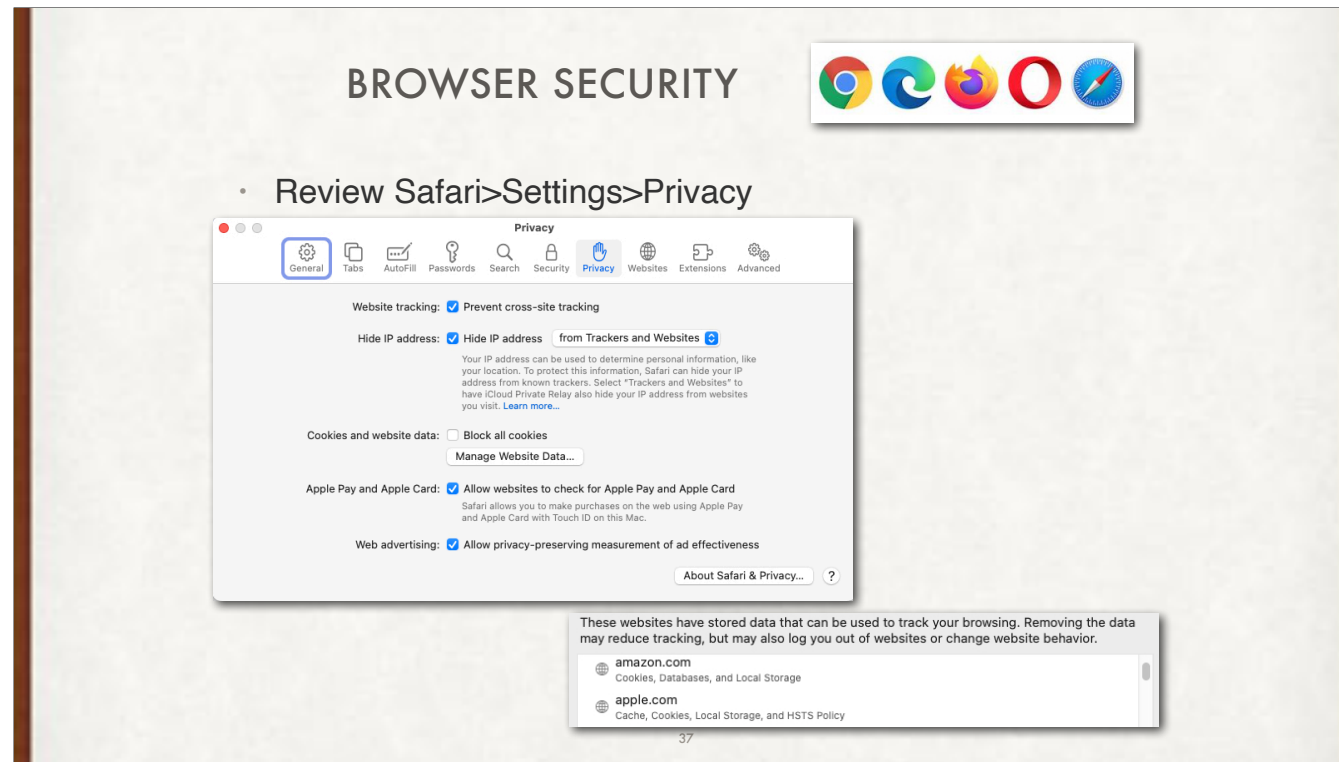 BROWSER SECURITY
• Review Safari>Settings>Privacy
Privacy
General Tabs AutoFill Passwords Search Security Privacy Websites Extensions Advanced
Website tracking: Prevent cross-site tracking
Hide IP address: Hide IP address from Trackers and Websites
Your IP address can be used to determine personal information, like
your location. To protect this information, Safari can hide your IP
address from known trackers. Select "Trackers and Websites" to
have iCloud Private Relay also hide your IP address from websites
you visit. Learn more...
Cookies and website data: Block all cookies
Manage Website Data...
Apple Pay and Apple Card: Allow websites to check for Apple Pay and Apple Card
Safari allows you to make purchases on the web using Apple Pay
and Apple Card with Touch ID on this Mac.
Web advertising: Allow privacy-preserving measurement of ad effectiveness
About Safari & Privacy... ?
These websites have stored data that can be used to track your browsing. Removing the data
may reduce tracking, but may also log you out of websites or change website behavior.
amazon.com
Cookies, Databases, and Local Storage
apple.com
Cache, Cookies, Local Storage, and HSTS Policy
37